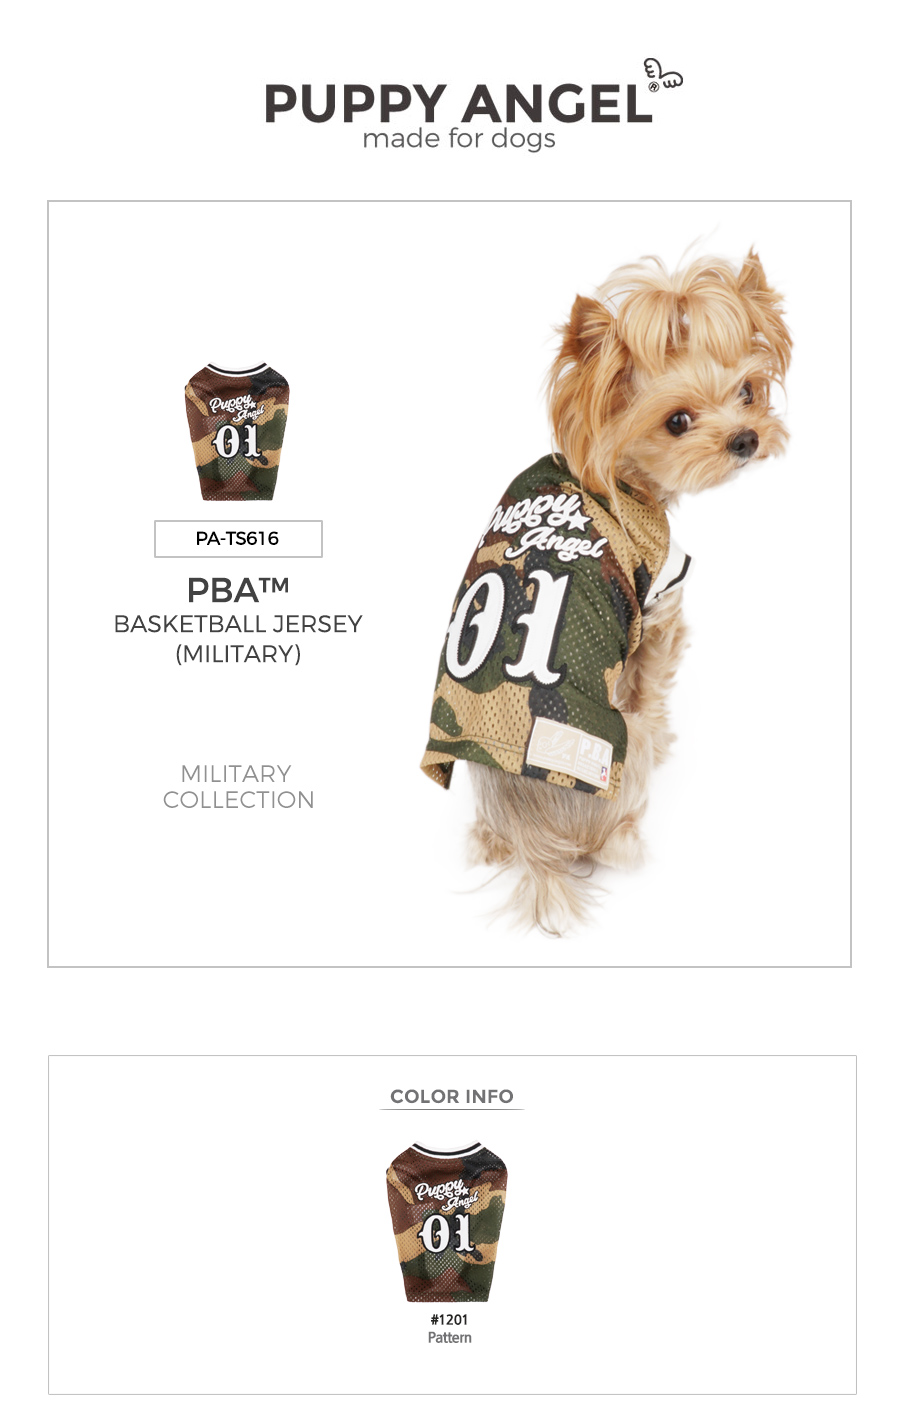 PUPPY ANGEL®
made for dogs
Puppy
Angel
01
PA-TS616
PBA™
BASKETBALL JERSEY
(MILITARY)
MILITARY
COLLECTION
Puppy
Angel
01
COLOR INFO
Puppy
Angel
01
#1201
Pattern